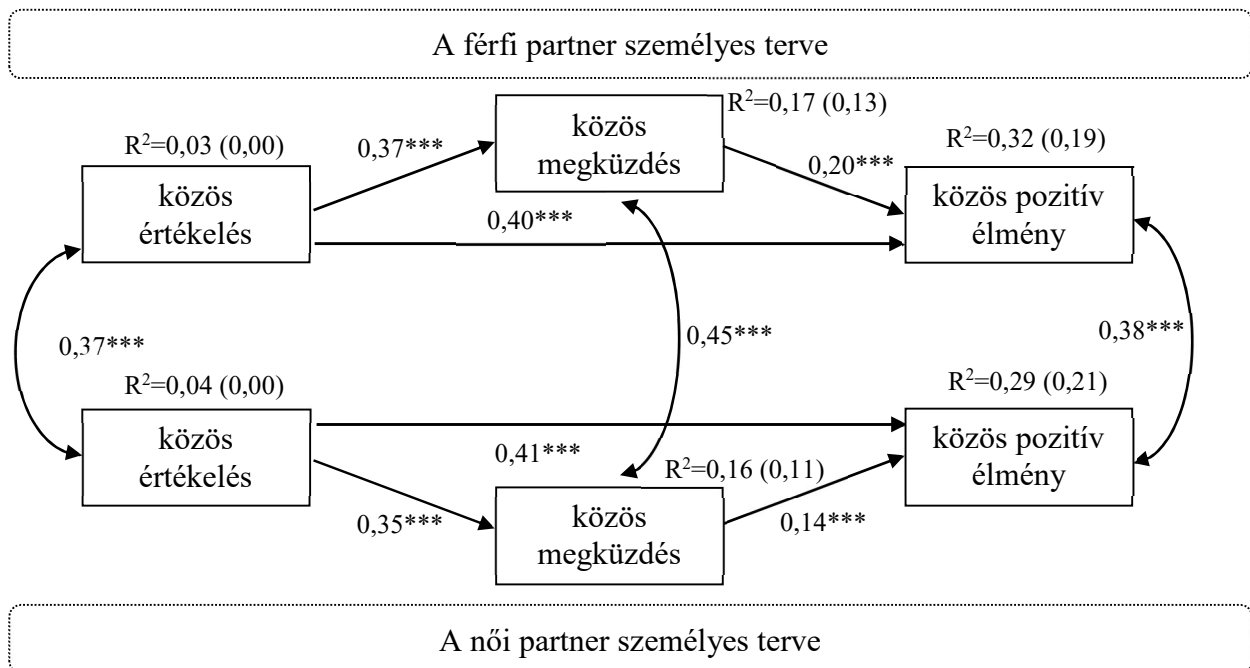 A férfi partner személyes terve
R²=0,17 (0,13)
közös
megküzdés
R²=0,03 (0,00)
0,37***
0,20***
R²=0,32 (0,19)
közös
értékelés
0,40***
közös pozitív
élmény
0,37***
0,45***
0,38***
R²=0,04 (0,00)
R²=0,29 (0,21)
közös
értékelés
0,41***
R²=0,16 (0,11)
közös pozitív
élmény
0,35***
közös
megküzdés
0,14***
A női partner személyes terve